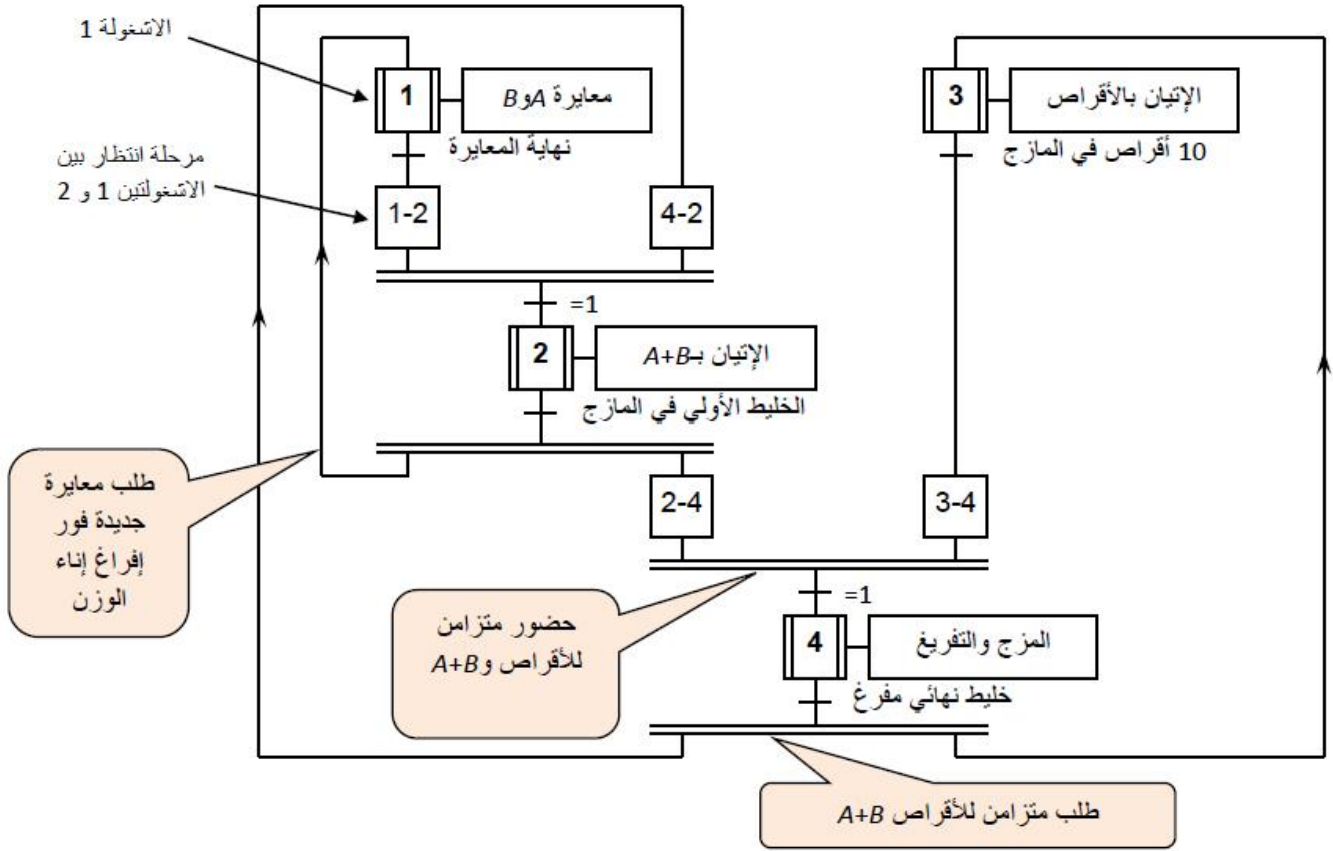 الاشغولة 1
1
معايرة A وB
نهاية المعايرة
3
الإتيان بالأقراص
10 أقراص في المازج
مرحلة انتظار بين
الاشغولتين 1 و 2
1-2
4-2
=1
2
الإتيان بـA+B
الخليط الأولي في المازج
طلب معايرة
جديدة فور
إفراغ إناء
الوزن
2-4
3-4
حضور متزامن
للأقراص وA+B
=1
4
المزج والتفريغ
خليط نهائي مفرغ
طلب متزامن للأقراص A+B